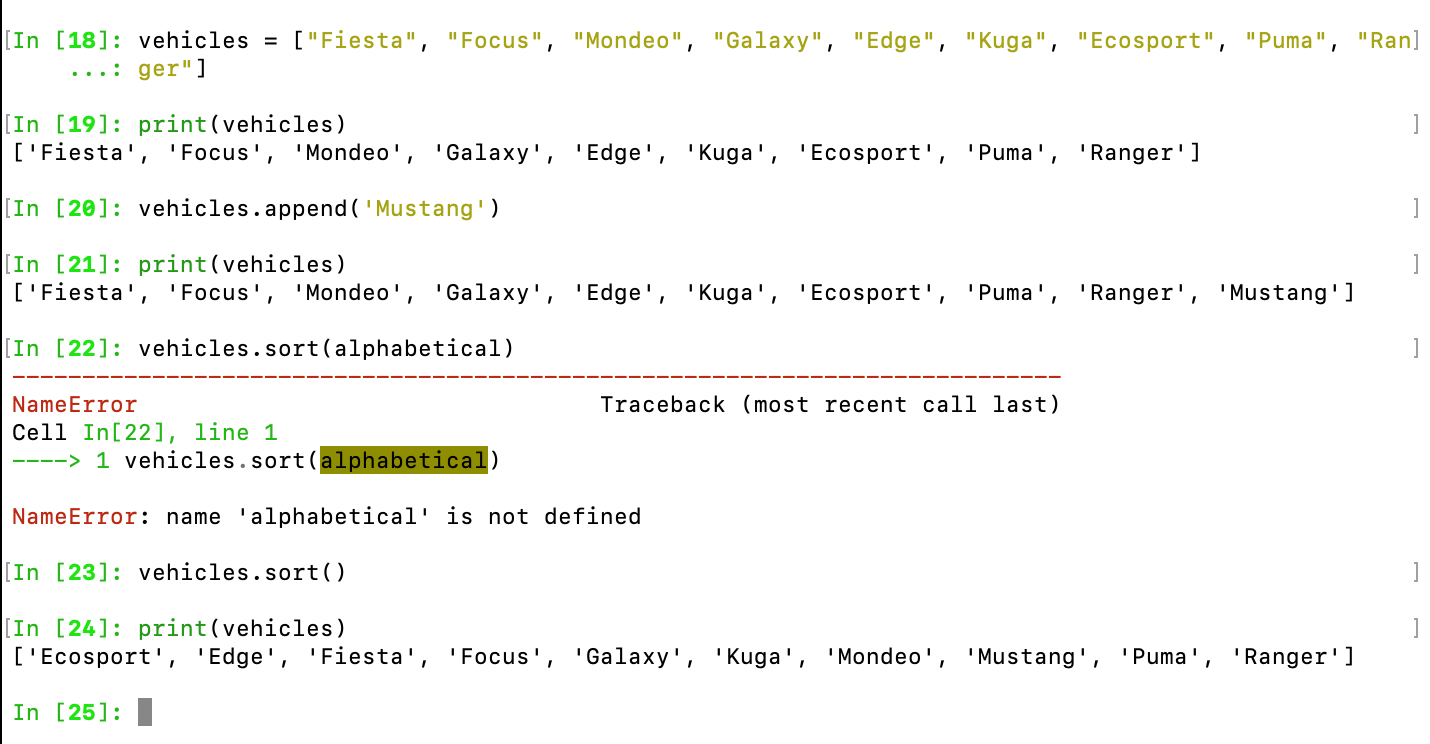 [In [18]: vehicles = ["Fiesta", "Focus", "Mondeo", "Galaxy", "Edge", "Kuga", "Ecosport", "Puma", "Ran]
...: ger"]
[In [19]: print(vehicles) ]
['Fiesta', 'Focus', 'Mondeo', 'Galaxy', 'Edge', 'Kuga', 'Ecosport', 'Puma', 'Ranger']
[In [20]: vehicles.append('Mustang') ]
[In [21]: print(vehicles) ]
['Fiesta', 'Focus', 'Mondeo', 'Galaxy', 'Edge', 'Kuga', 'Ecosport', 'Puma', 'Ranger', 'Mustang']
[In [22]: vehicles.sort(alphabetical) ]
---------------------------------------------------------------------------
NameError Traceback (most recent call last)
Cell In[22], line 1
----> 1 vehicles.sort(alphabetical)
NameError: name 'alphabetical' is not defined
[In [23]: vehicles.sort() ]
[In [24]: print(vehicles) ]
['Ecosport', 'Edge', 'Fiesta', 'Focus', 'Galaxy', 'Kuga', 'Mondeo', 'Mustang', 'Puma', 'Ranger']
In [25]: